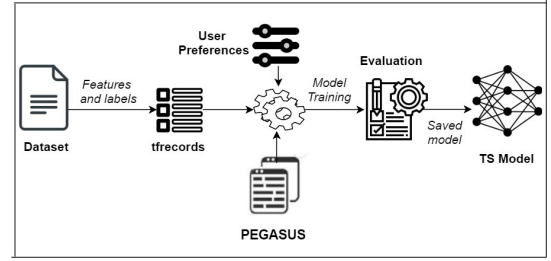 User
Preferences
Features
and labels
Model
Training
Evaluation
Dataset
tfrecords
Saved
model
TS Model
PEGASUS